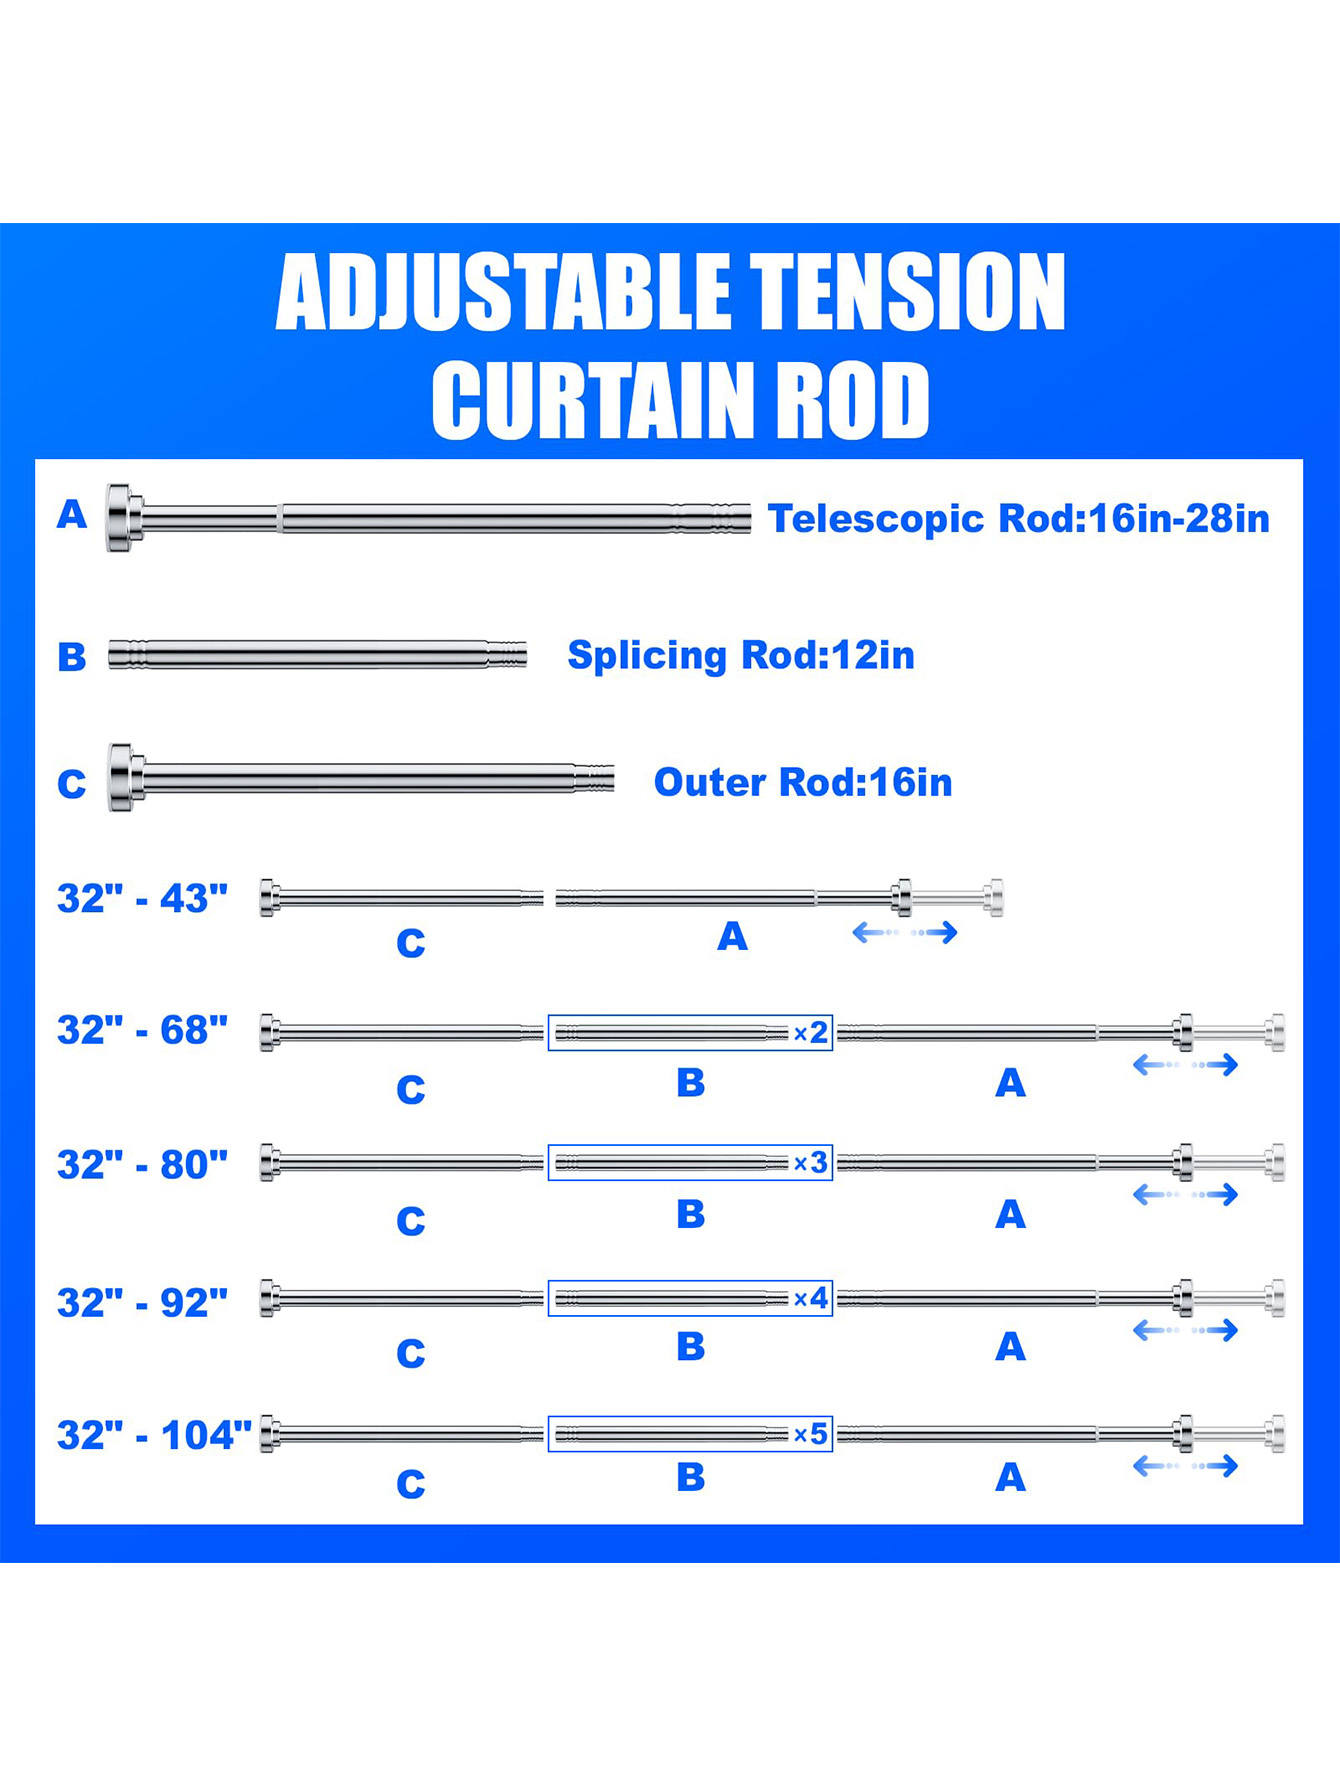 ADJUSTABLE TENSION
CURTAIN ROD
A Telescopic Rod:16in-28in
B Splicing Rod:12in
C Outer Rod:16in
32" - 43"
C A
32" - 68" ×2
C B A
32" - 80" ×3
C B A
32" - 92" ×4
C B A
32" - 104" ×5
C B A